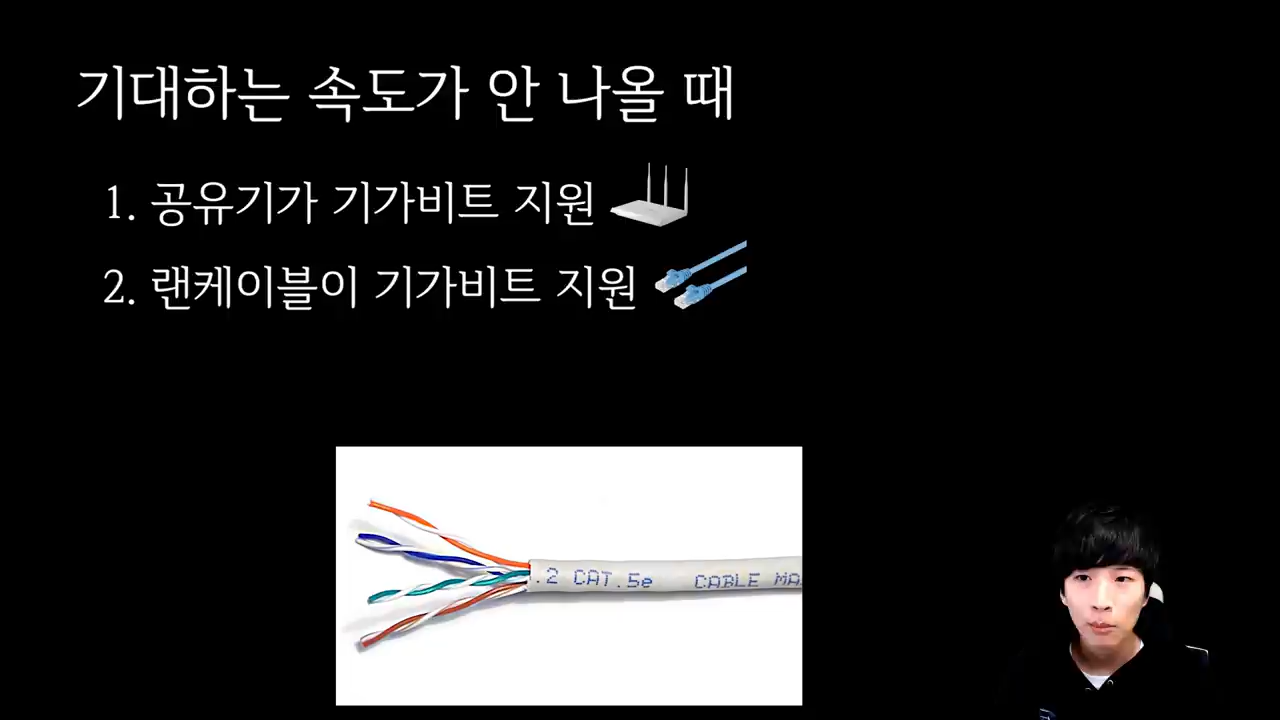 기대하는 속도가 안 나올 때
1. 공유기가 기가비트 지원
2. 랜케이블이 기가비트 지원
.2 CAT.5e CABLE MA